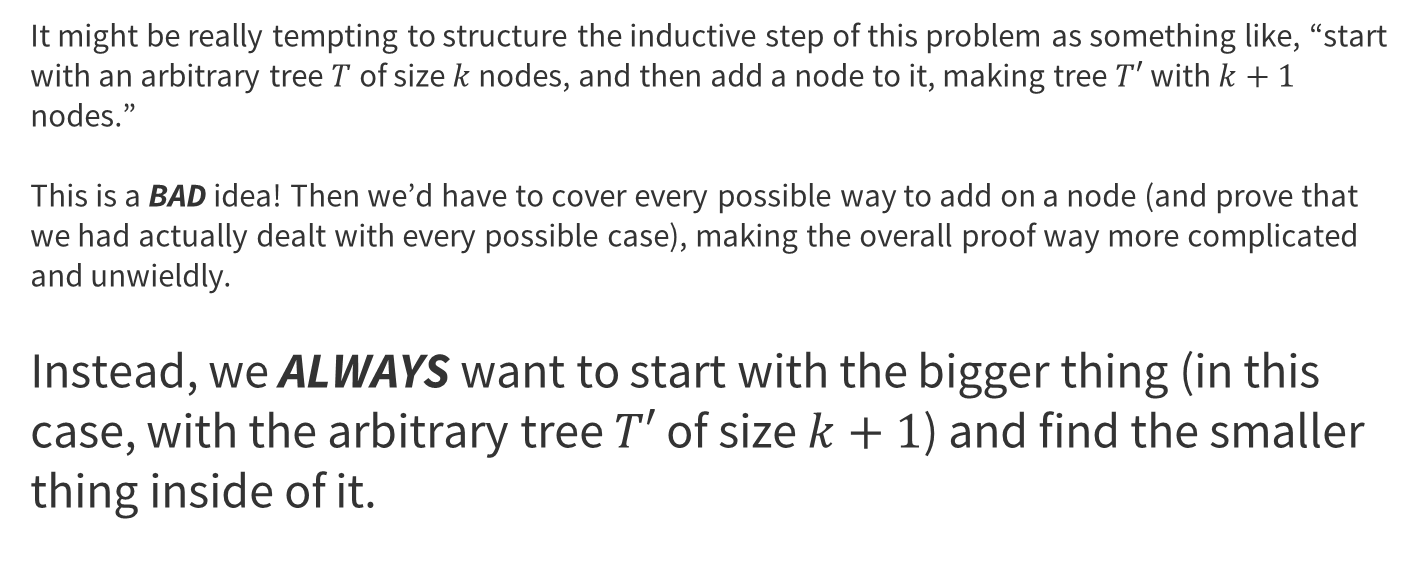 It might be really tempting to structure the inductive step of this problem as something like, “start
with an arbitrary tree T of size k nodes, and then add a node to it, making tree T′ with k + 1
nodes.”
This is a BAD idea! Then we’d have to cover every possible way to add on a node (and prove that
we had actually dealt with every possible case), making the overall proof way more complicated
and unwieldly.
Instead, we ALWAYS want to start with the bigger thing (in this
case, with the arbitrary tree T′ of size k + 1) and find the smaller
thing inside of it.